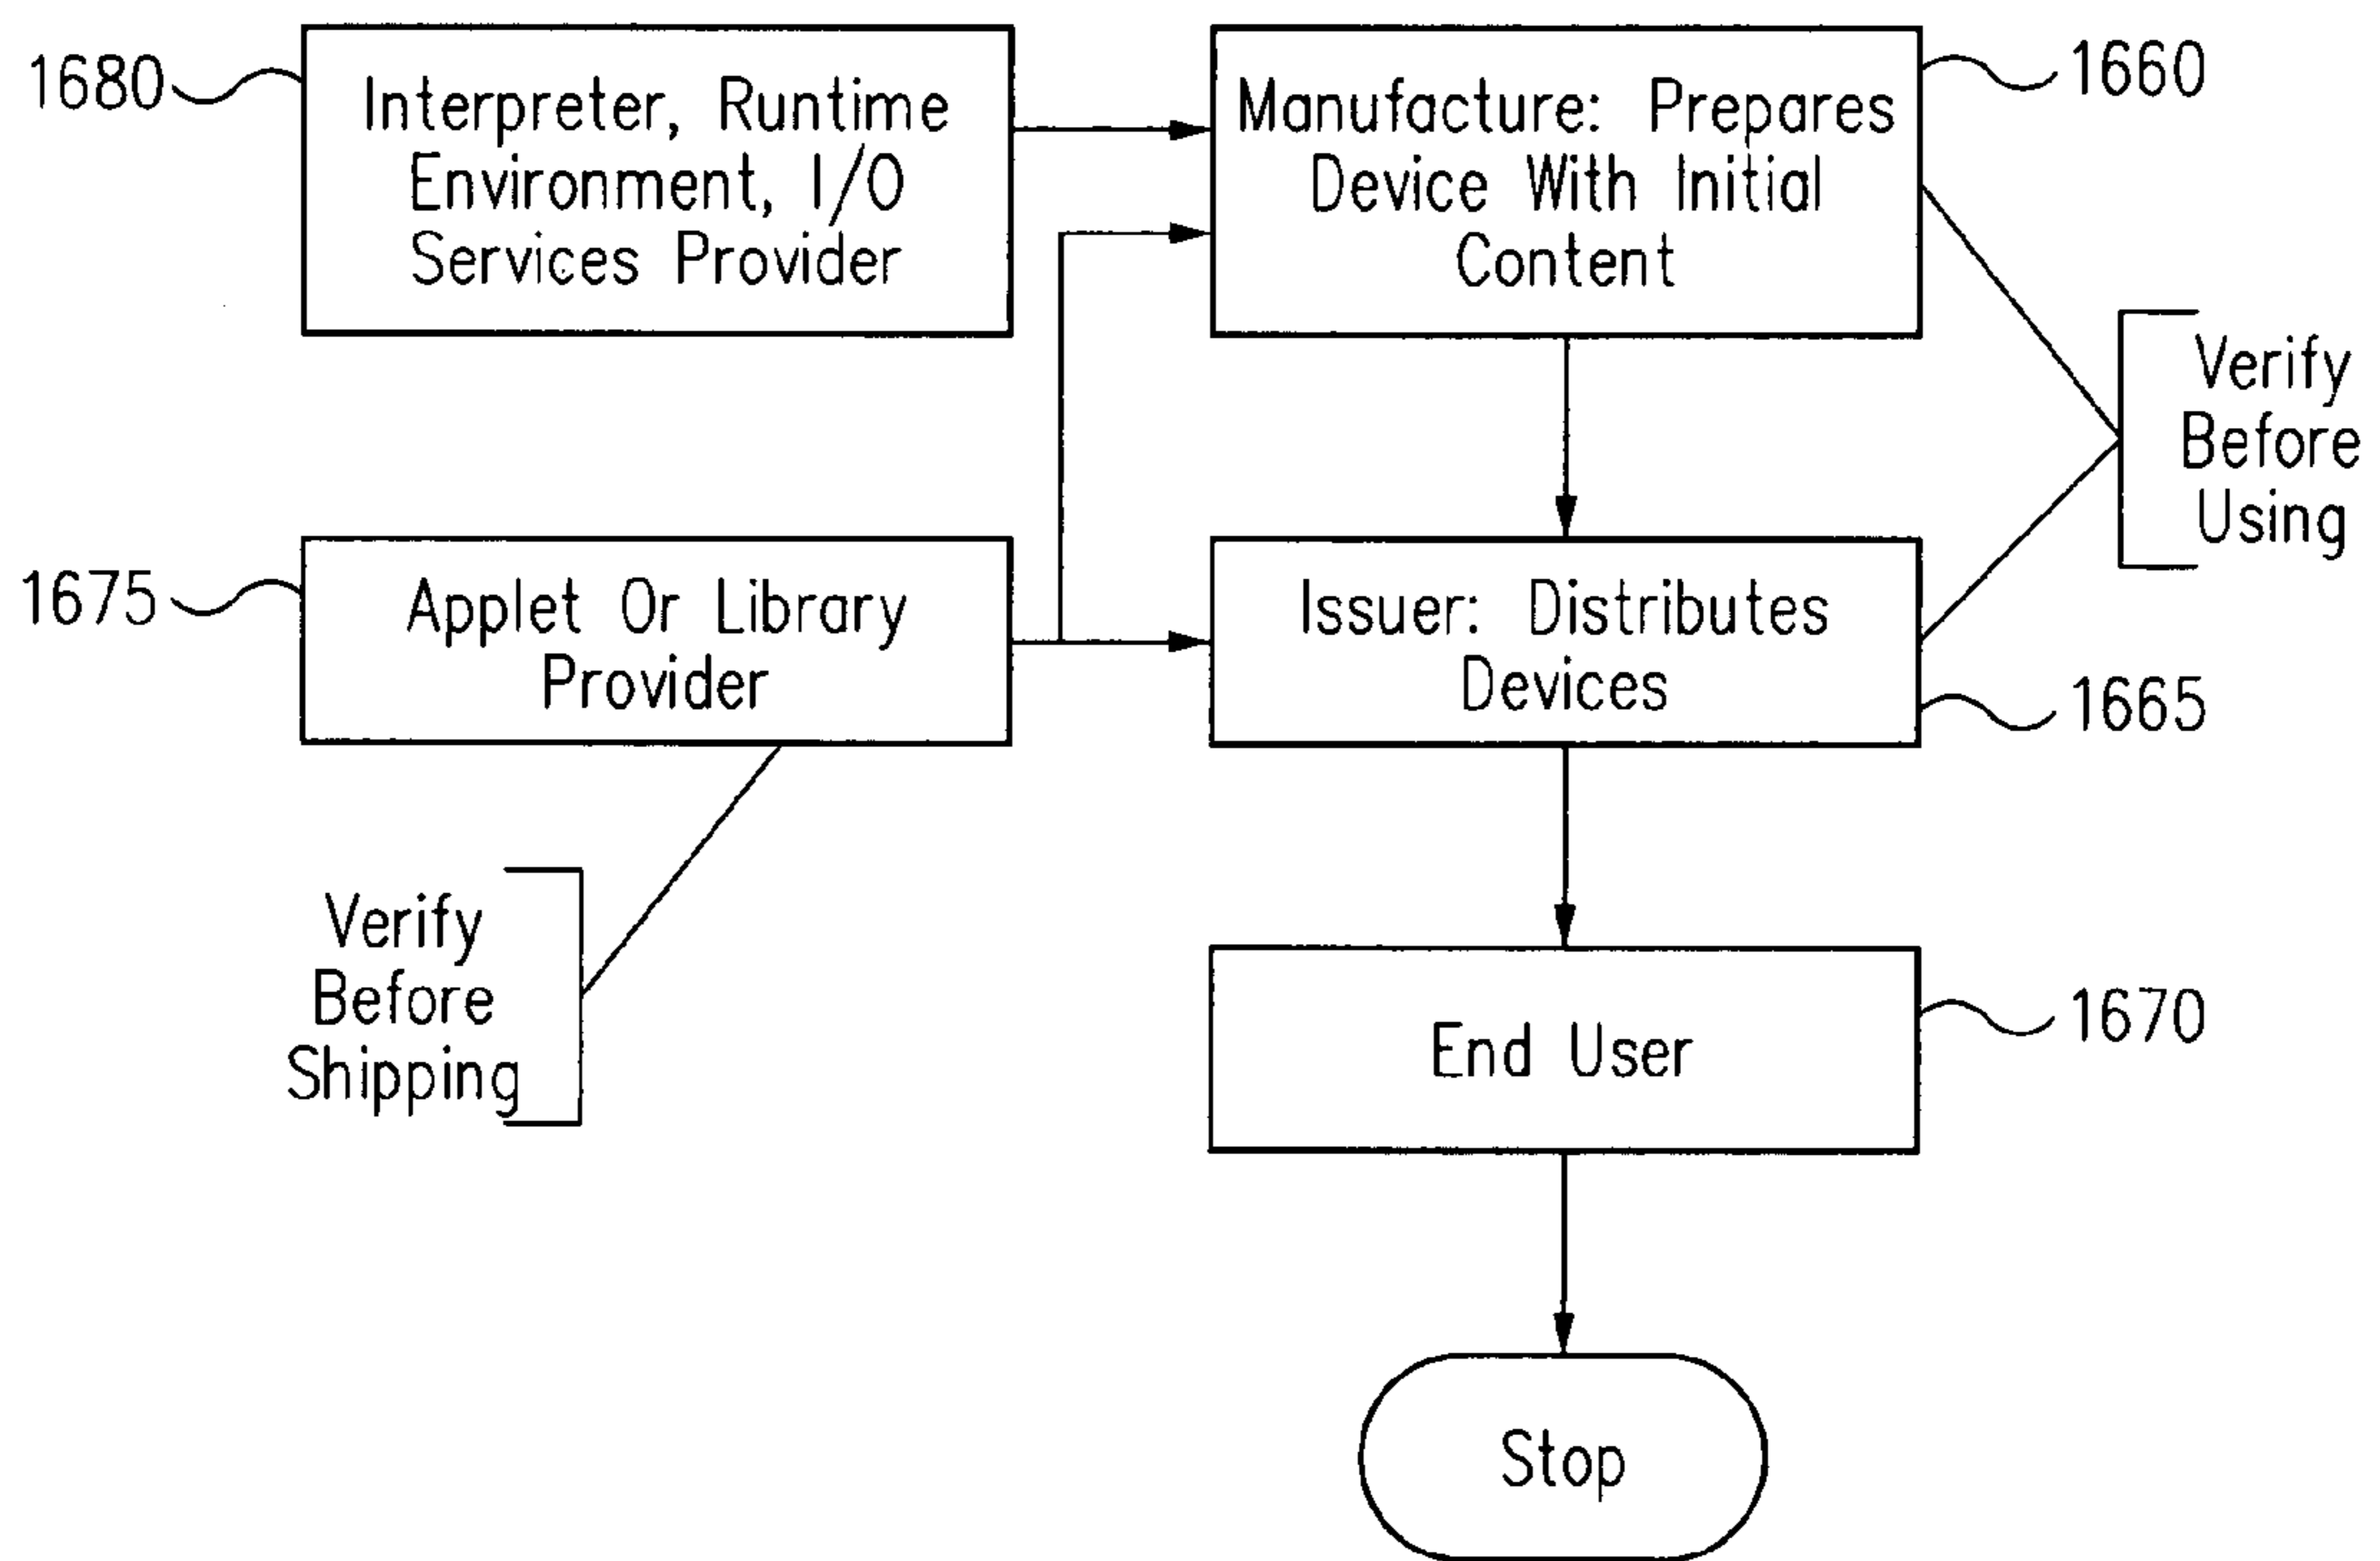 1680
Interpreter, Runtime
Environment, I/O
Services Provider
Manufacture: Prepares
Device With Initial
Content
1660
Verify
Before
Using
1675
Applet Or Library
Provider
Issuer: Distributes
Devices
1665
Verify
Before
Shipping
End User
1670
Stop